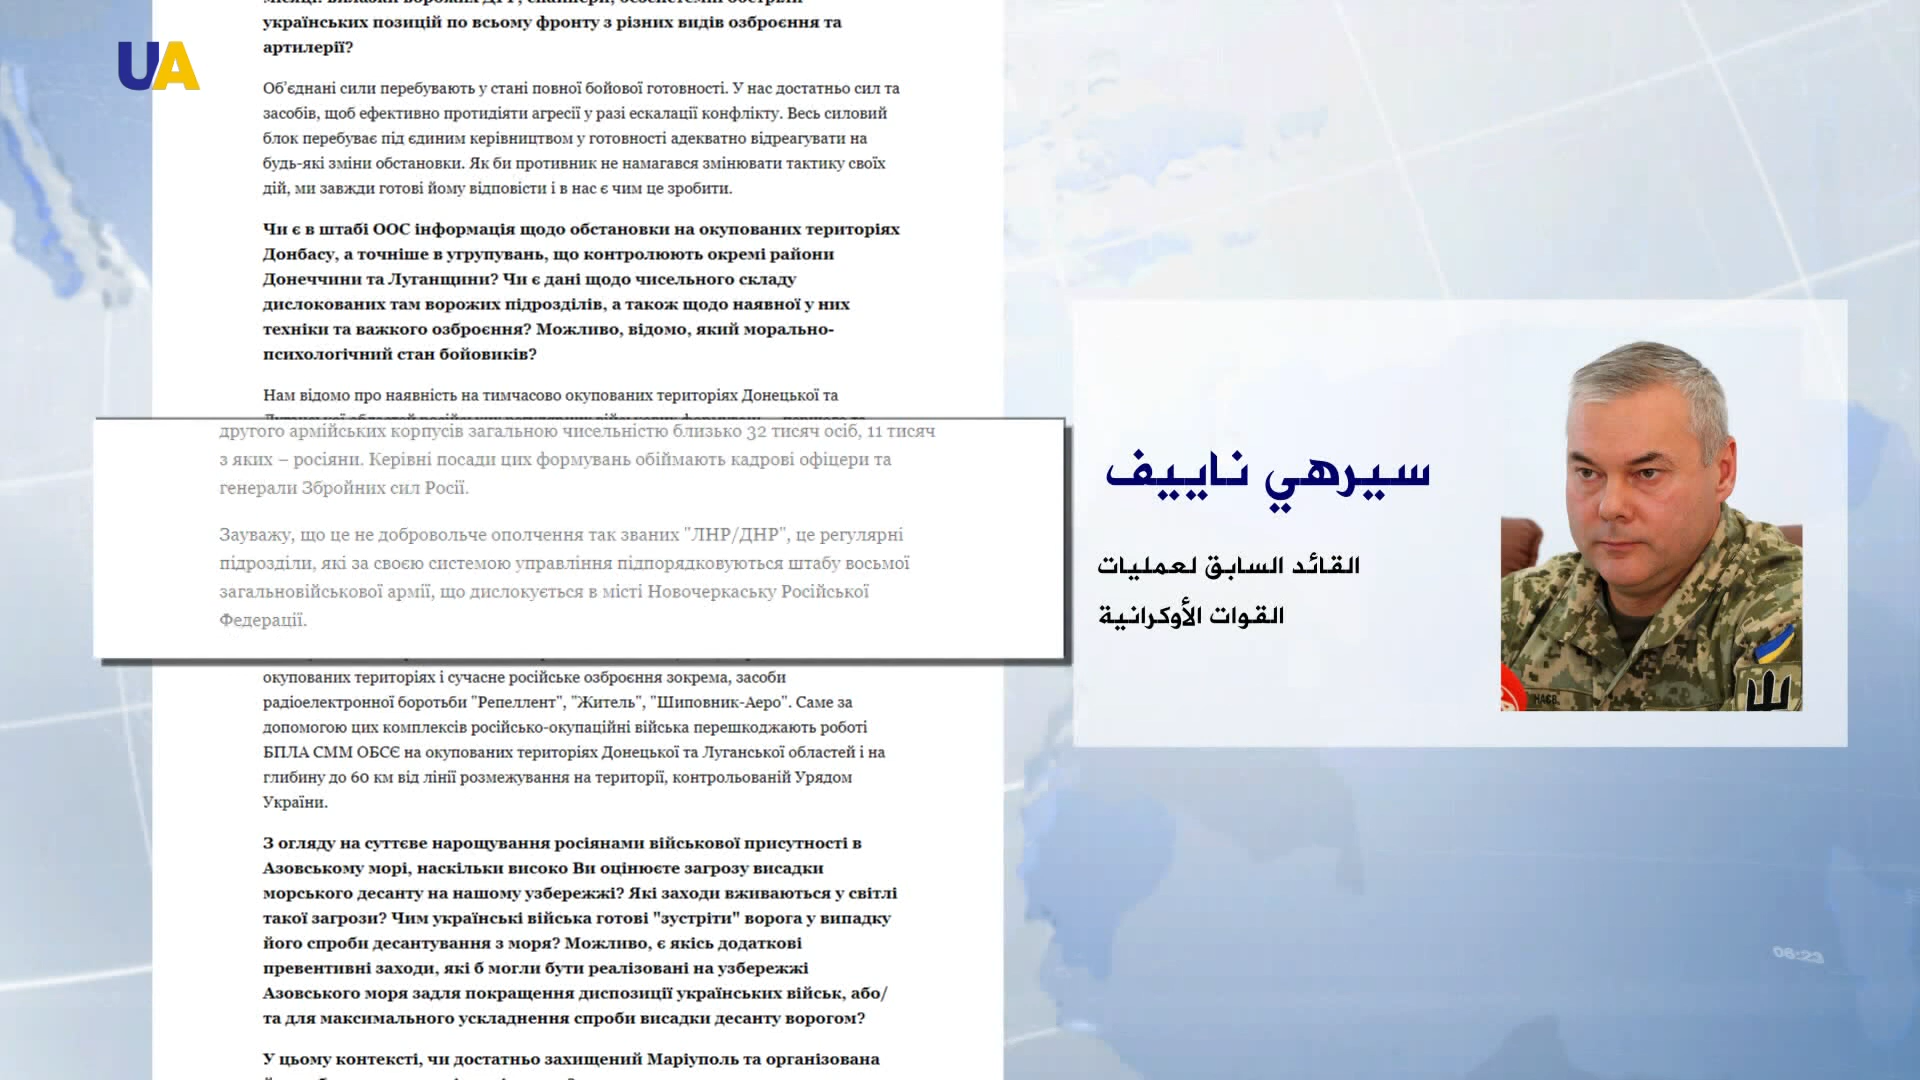 UA
українських позицій по всьому фронту з різних видів озброєння та
артилерії?
Об'єднані сили перебувають у стані повної бойової готовності. У нас достатньо сил та
засобів, щоб ефективно протидіяти агресії у разі ескалації конфлікту. Весь силовий
блок перебуває під єдиним керівництвом у готовності адекватно відреагувати на
будь-які зміни обстановки. Як би противник не намагався змінювати тактику своїх
дій, ми завжди готові йому відповісти і в нас є чим це зробити.
Чи є в штабі ООС інформація щодо обстановки на окупованих територіях
Донбасу, а точніше в угрупувань, що контролюють окремі райони
Донеччини та Луганщини? Чи є дані щодо чисельного складу
дислокованих там ворожих підрозділів, а також щодо наявної у них
техніки та важкого озброєння? Можливо, відомо, який морально-
психологічний стан бойовиків?
Нам відомо про наявність на тимчасово окупованих територіях Донецької та
другого армійських корпусів загальною чисельністю близько 32 тисяч осіб, 11 тисяч
з яких – росіяни. Керівні посади цих формувань обіймають кадрові офіцери та
генерали Збройних сил Росії.
Зауважу, що це не добровольче ополчення так званих "ЛНР/ДНР", це регулярні
підрозділи, які за своєю системою управління підпорядковуються штабу восьмої
загальновійськової армії, що дислокується в місті Новочеркаську Російської
Федерації.
окупованих територіях і сучасне російське озброєння зокрема, засоби
радіоелектронної боротьби "Репеллент", "Житель", "Шиповник-Аеро". Саме за
допомогою цих комплексів російсько-окупаційні війська перешкоджають роботі
БПЛА СММ ОБСЄ на окупованих територіях Донецької та Луганської областей і на
глибину до 60 км від лінії розмежування на території, контрольованій Урядом
України.
З огляду на суттєве нарощування росіянами військової присутності в
Азовському морі, наскільки високо Ви оцінюєте загрозу висадки
морського десанту на нашому узбережжі? Які заходи вживаються у світлі
такої загрози? Чим українські війська готові "зустріти" ворога у випадку
його спроби десантування з моря? Можливо, є якісь додаткові
превентивні заходи, які б могли бути реалізовані на узбережжі
Азовського моря задля покращення диспозиції українських військ, або/
та для максимального ускладнення спроби висадки десанту ворогом?
У цьому контексті, чи достатньо захищений Маріуполь та організована
سيرهي ناييف
القائد السابق لعمليات
القوات الأوكرانية
НАЄВ
06:23